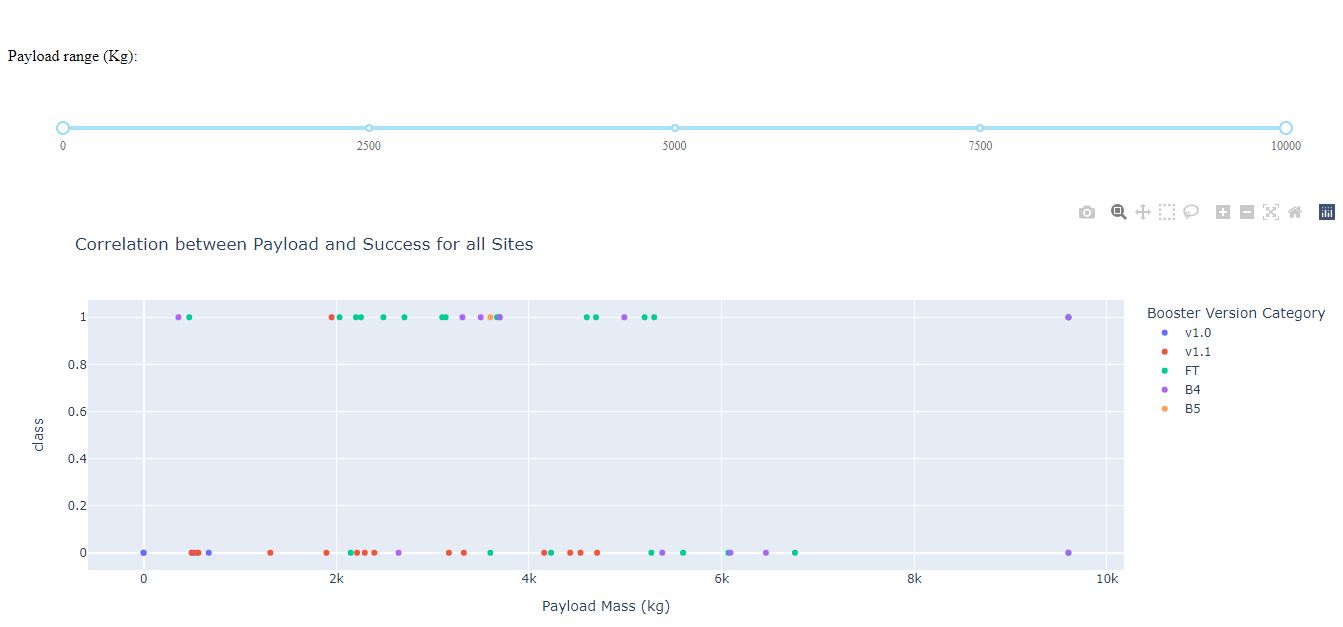 Payload range (Kg):
0 2500 5000 7500 10000
Correlation between Payload and Success for all Sites
Booster Version Category
v1.0
v1.1
FT
B4
B5
1
0.8
0.6
0.4
0.2
0
class
0 2k 4k 6k 8k 10k
Payload Mass (kg)